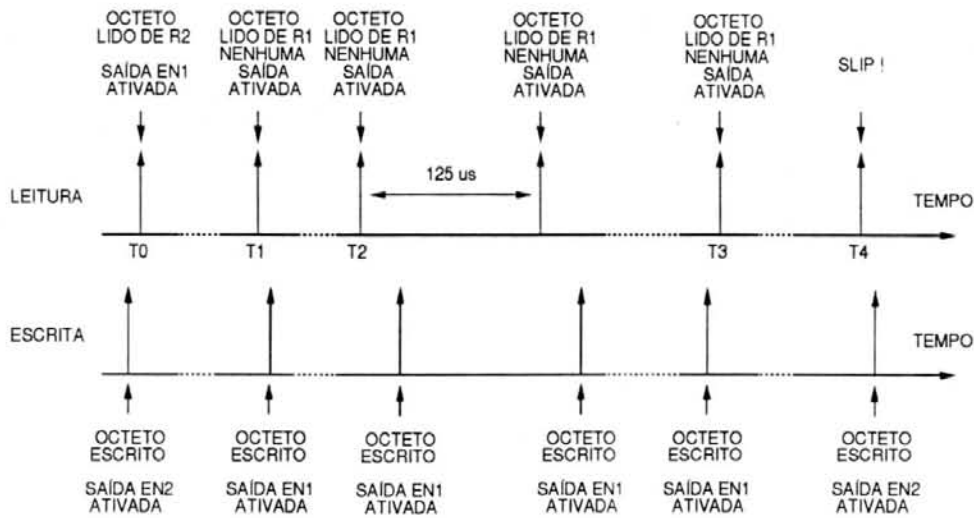 OCTETO
LIDO DE R2
SAÍDA EN1
ATIVADA
OCTETO
LIDO DE R1
NENHUMA
SAÍDA
ATIVADA
OCTETO
LIDO DE R1
NENHUMA
SAÍDA
ATIVADA
OCTETO
LIDO DE R1
NENHUMA
SAÍDA
ATIVADA
OCTETO
LIDO DE R1
NENHUMA
SAÍDA
ATIVADA
SLIP !
125 us
LEITURA
TEMPO
T0
T1
T2
T3
T4
ESCRITA
TEMPO
OCTETO
ESCRITO
SAÍDA EN2
ATIVADA
OCTETO
ESCRITO
SAÍDA EN1
ATIVADA
OCTETO
ESCRITO
SAÍDA EN1
ATIVADA
OCTETO
ESCRITO
SAÍDA EN1
ATIVADA
OCTETO
ESCRITO
SAÍDA EN1
ATIVADA
OCTETO
ESCRITO
SAÍDA EN2
ATIVADA